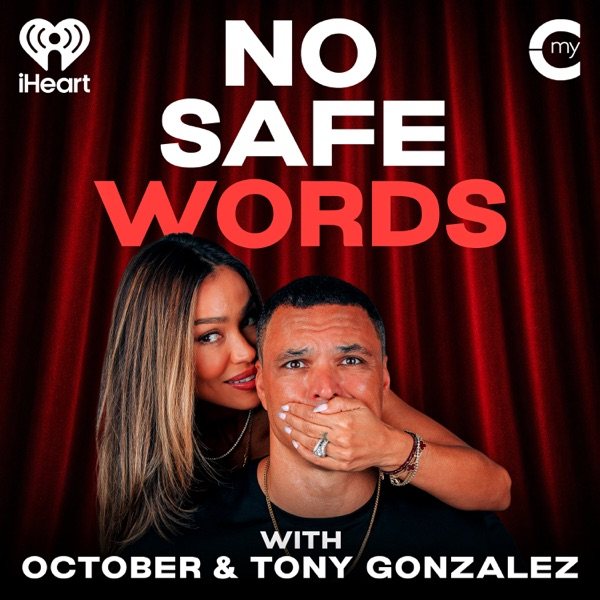 iHeart
my
NO
SAFE
WORDS
WITH
OCTOBER & TONY GONZALEZ